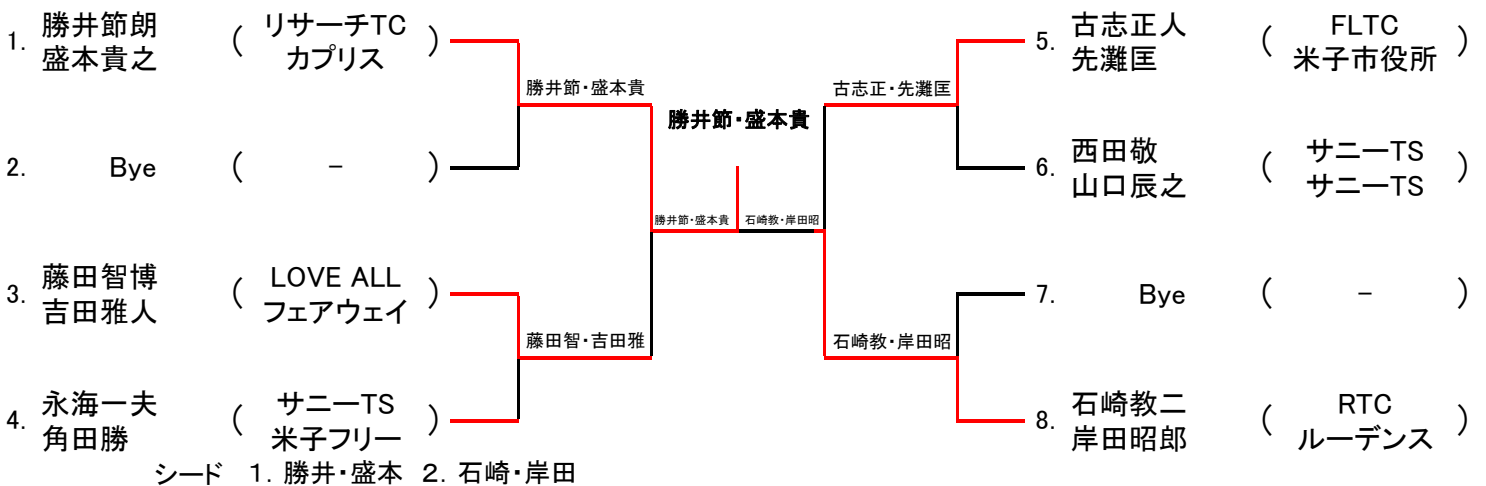 1. 勝井節朗 ( リサーチTC )
盛本貴之 カプリス
2. Bye ( - )
3. 藤田智博 ( LOVE ALL )
吉田雅人 フェアウェイ
4. 永海一夫 ( サニーTS )
角田勝 米子フリー
勝井節・盛本貴
藤田智・吉田雅
勝井節・盛本貴
勝井節・盛本貴
石崎教・岸田昭
古志正・先灘匡
石崎教・岸田昭
5. 古志正人 ( FLTC )
先灘匡 米子市役所
6. 西田敬 ( サニーTS )
山口辰之 サニーTS
7. Bye ( - )
8. 石崎教二 ( RTC )
岸田昭郎 ルーデンス
シード 1. 勝井・盛本 2. 石崎・岸田